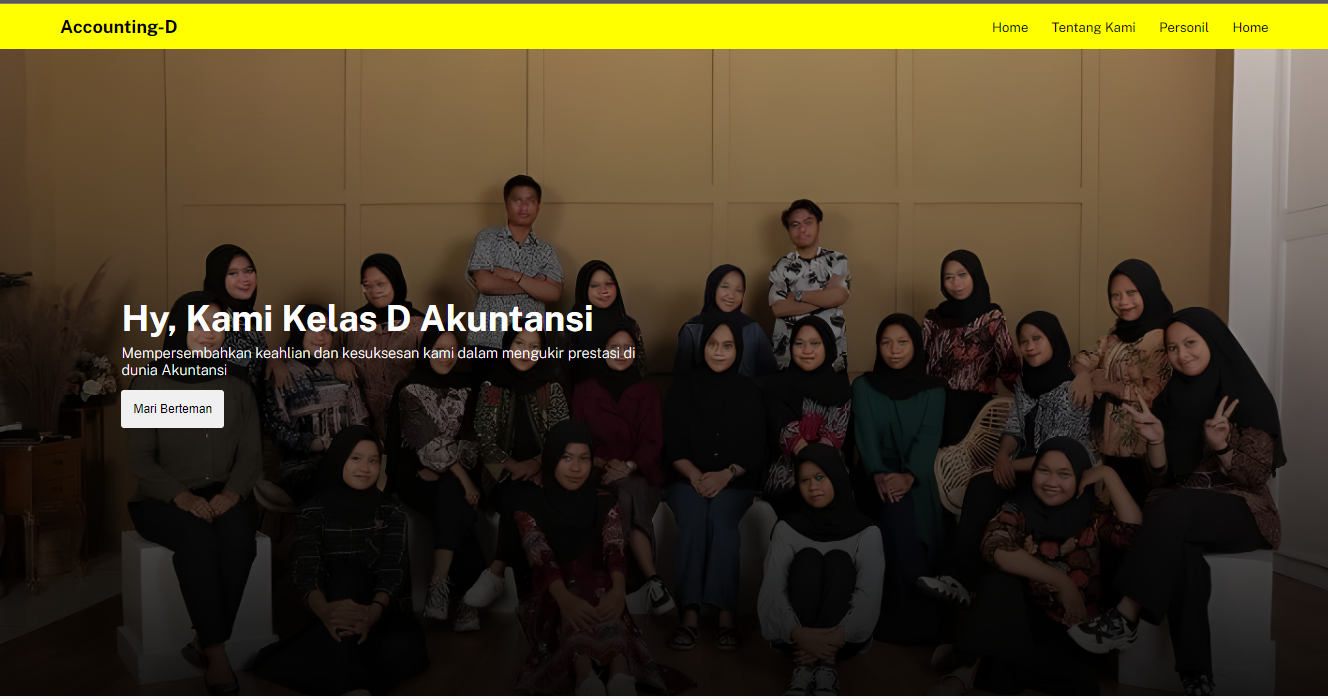 Accounting-D
Home Tentang Kami Personil Home
Hy, Kami Kelas D Akuntansi
Mempersembahkan keahlian dan kesuksesan kami dalam mengukir prestasi di
dunia Akuntansi
Mari Berteman